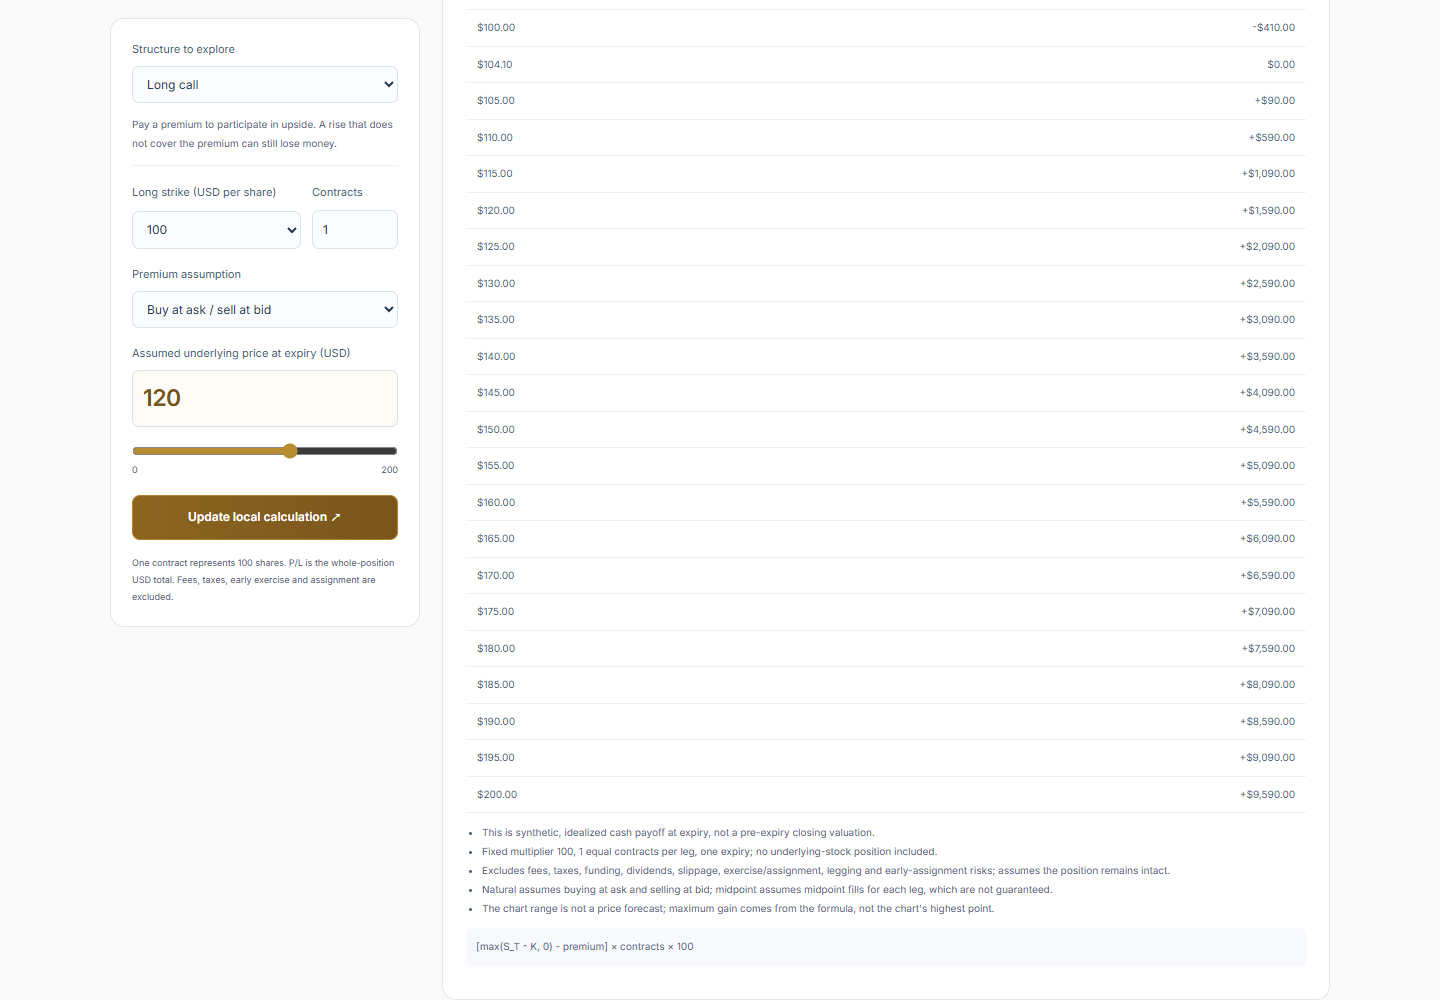 Structure to explore
Long call
Pay a premium to participate in upside. A rise that does
not cover the premium can still lose money.
Long strike (USD per share)
Contracts
100
1
Premium assumption
Buy at ask / sell at bid
Assumed underlying price at expiry (USD)
120
0
200
Update local calculation ↗
One contract represents 100 shares. P/L is the whole-position
USD total. Fees, taxes, early exercise and assignment are
excluded.
$100.00 -$410.00
$104.10 $0.00
$105.00 +$90.00
$110.00 +$590.00
$115.00 +$1,090.00
$120.00 +$1,590.00
$125.00 +$2,090.00
$130.00 +$2,590.00
$135.00 +$3,090.00
$140.00 +$3,590.00
$145.00 +$4,090.00
$150.00 +$4,590.00
$155.00 +$5,090.00
$160.00 +$5,590.00
$165.00 +$6,090.00
$170.00 +$6,590.00
$175.00 +$7,090.00
$180.00 +$7,590.00
$185.00 +$8,090.00
$190.00 +$8,590.00
$195.00 +$9,090.00
$200.00 +$9,590.00
• This is synthetic, idealized cash payoff at expiry, not a pre-expiry closing valuation.
• Fixed multiplier 100, 1 equal contracts per leg, one expiry; no underlying-stock position included.
• Excludes fees, taxes, funding, dividends, slippage, exercise/assignment, legging and early-assignment risks; assumes the position remains intact.
• Natural assumes buying at ask and selling at bid; midpoint assumes midpoint fills for each leg, which are not guaranteed.
• The chart range is not a price forecast; maximum gain comes from the formula, not the chart's highest point.
[max(S_T - K, 0) - premium] × contracts × 100